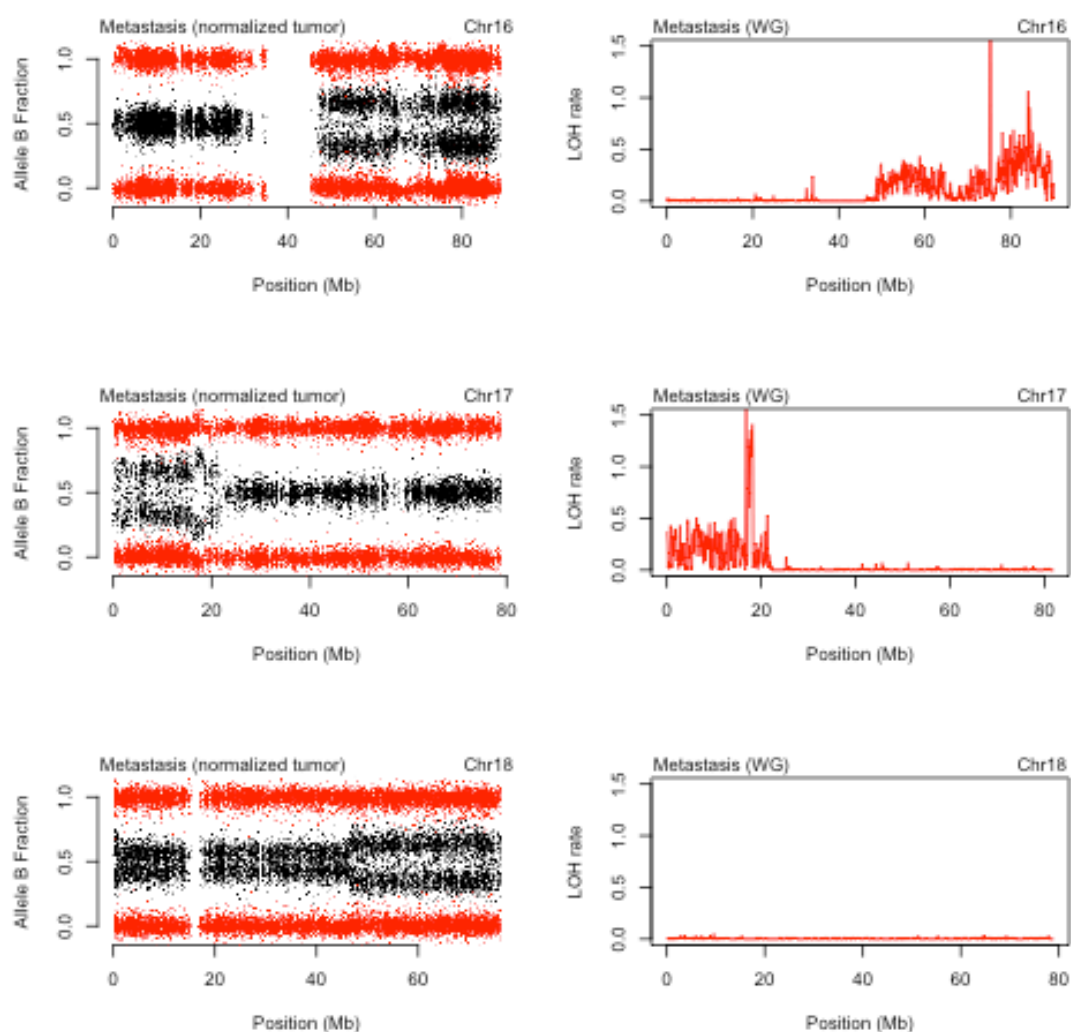 Metastasis (normalized tumor) Chr16
Allele B Fraction
1.0
0.5
0.0
0 20 40 60 80
Position (Mb)
Metastasis (WG) Chr16
LOH rate
1.5
1.0
0.5
0.0
0 20 40 60 80
Position (Mb)
Metastasis (normalized tumor) Chr17
Allele B Fraction
1.0
0.5
0.0
0 20 40 60 80
Position (Mb)
Metastasis (WG) Chr17
LOH rate
1.5
1.0
0.5
0.0
0 20 40 60 80
Position (Mb)
Metastasis (normalized tumor) Chr18
Allele B Fraction
1.0
0.5
0.0
0 20 40 60
Position (Mb)
Metastasis (WG) Chr18
LOH rate
1.5
1.0
0.5
0.0
0 20 40 60 80
Position (Mb)